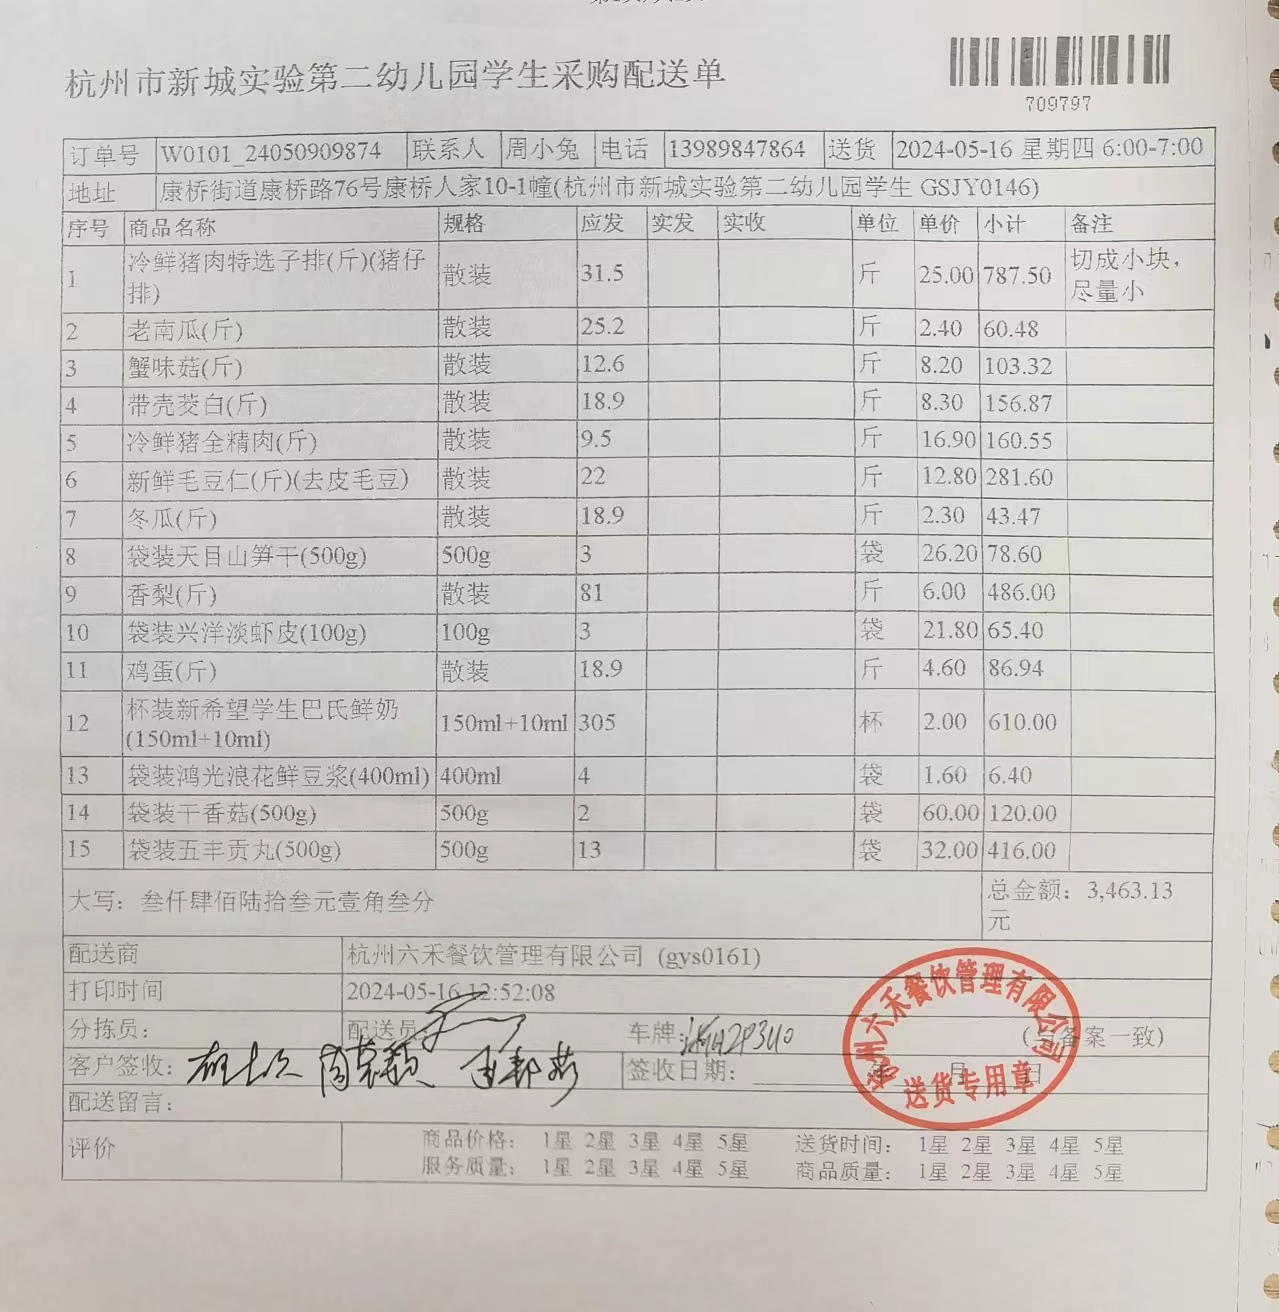 杭州市新城实验第二幼儿园学生采购配送单
709797
订单号 W0101_24050909874 联系人 周小兔 电话 13989847864 送货 2024-05-16 星期四 6:00-7:00
地址 康桥街道康桥路76号康桥人家10-1幢(杭州市新城实验第二幼儿园学生 GSJY0146)
序号 商品名称 规格 应发 实发 实收 单位 单价 小计 备注
1 冷鲜猪肉特选子排(斤)(猪仔排) 散装 31.5 斤 25.00 787.50 切成小块，尽量小
2 老南瓜(斤) 散装 25.2 斤 2.40 60.48
3 蟹味菇(斤) 散装 12.6 斤 8.20 103.32
4 带壳茭白(斤) 散装 18.9 斤 8.30 156.87
5 冷鲜猪全精肉(斤) 散装 9.5 斤 16.90 160.55
6 新鲜毛豆仁(斤)(去皮毛豆) 散装 22 斤 12.80 281.60
7 冬瓜(斤) 散装 18.9 斤 2.30 43.47
8 袋装天目山笋干(500g) 500g 3 袋 26.20 78.60
9 香梨(斤) 散装 81 斤 6.00 486.00
10 袋装兴洋淡虾皮(100g) 100g 3 袋 21.80 65.40
11 鸡蛋(斤) 散装 18.9 斤 4.60 86.94
12 杯装新希望学生巴氏鲜奶(150ml+10ml) 150ml+10ml 305 杯 2.00 610.00
13 袋装鸿光浪花鲜豆浆(400ml) 400ml 4 袋 1.60 6.40
14 袋装干香菇(500g) 500g 2 袋 60.00 120.00
15 袋装五丰贡丸(500g) 500g 13 袋 32.00 416.00
大写：叁仟肆佰陆拾叁元壹角叁分 总金额：3,463.13元
配送商 杭州六禾餐饮管理有限公司 (gys0161)
打印时间 2024-05-16 12:52:08
分拣员： 配送员： 车牌： (与备案一致)
客户签收： 签收日期： 年 月 日
杭州六禾餐饮管理有限公司
送货专用章
配送留言：
评价 商品价格： 1星 2星 3星 4星 5星 送货时间： 1星 2星 3星 4星 5星
服务质量： 1星 2星 3星 4星 5星 商品质量： 1星 2星 3星 4星 5星